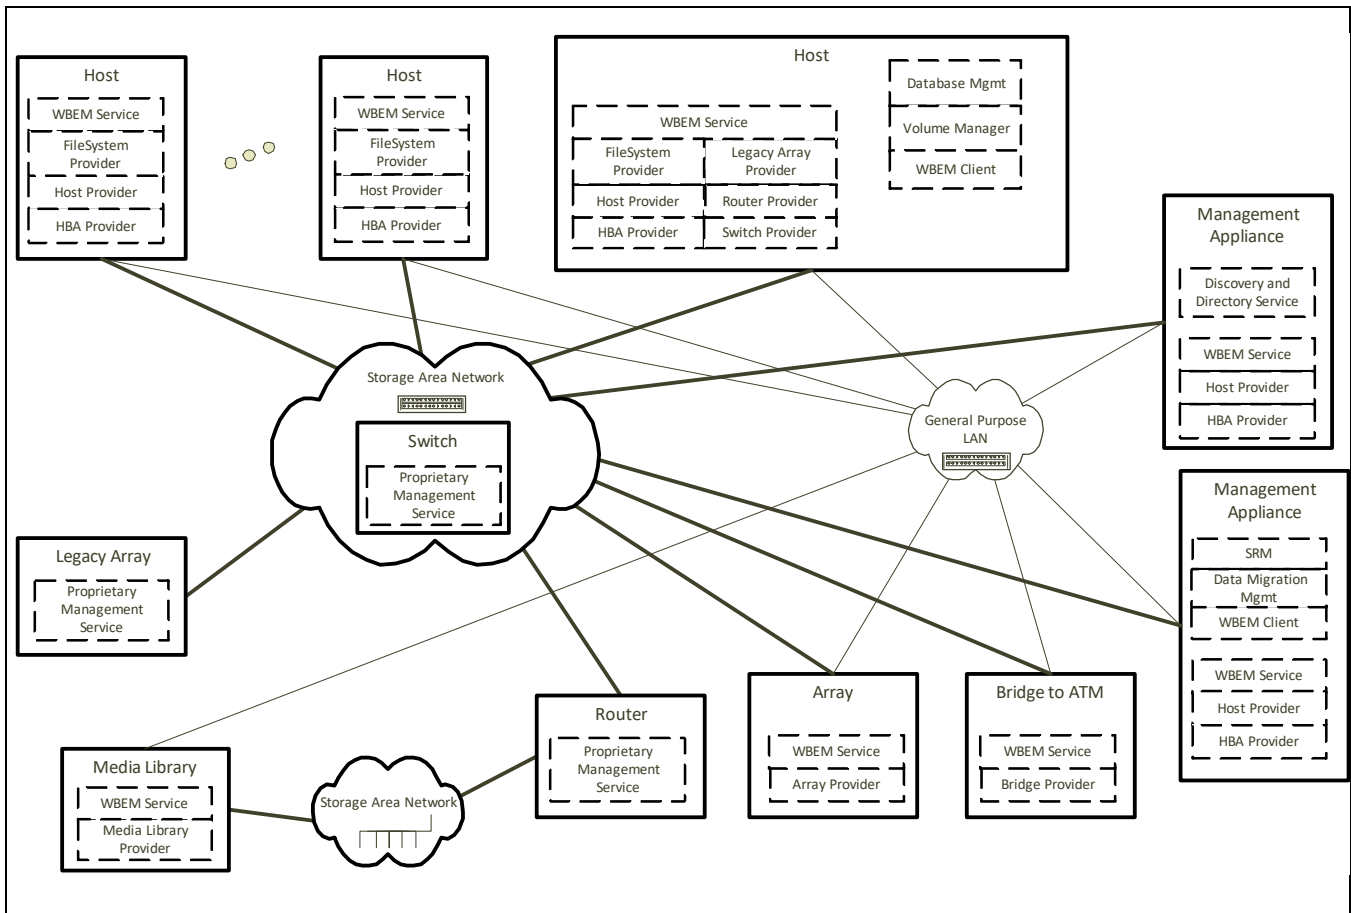 Host
WBEM Service
FileSystem
Provider
Host Provider
HBA Provider
Host
WBEM Service
FileSystem
Provider
Host Provider
HBA Provider
Host
WBEM Service
FileSystem
Provider
Legacy Array
Provider
Host Provider
Router Provider
HBA Provider
Switch Provider
Database Mgmt
Volume Manager
WBEM Client
Management
Appliance
Discovery and
Directory Service
WBEM Service
Host Provider
HBA Provider
Storage Area Network
Switch
Proprietary
Management
Service
General Purpose
LAN
Management
Appliance
SRM
Data Migration
Mgmt
WBEM Client
WBEM Service
Host Provider
HBA Provider
Legacy Array
Proprietary
Management
Service
Router
Proprietary
Management
Service
Array
WBEM Service
Array Provider
Bridge to ATM
WBEM Service
Bridge Provider
Media Library
WBEM Service
Media Library
Provider
Storage Area Network